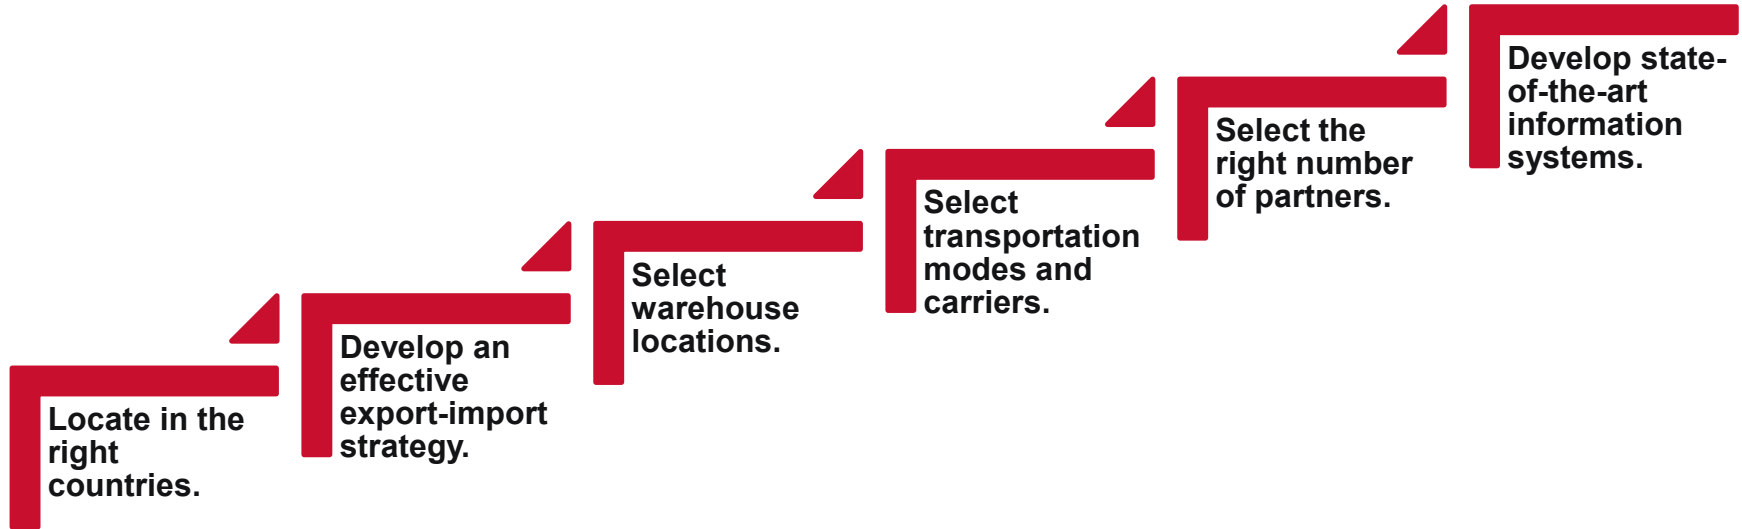 Locate in the
right
countries.
Develop an
effective
export-import
strategy.
Select
warehouse
locations.
Select
transportation
modes and
carriers.
Select the
right number
of partners.
Develop state-
of-the-art
information
systems.